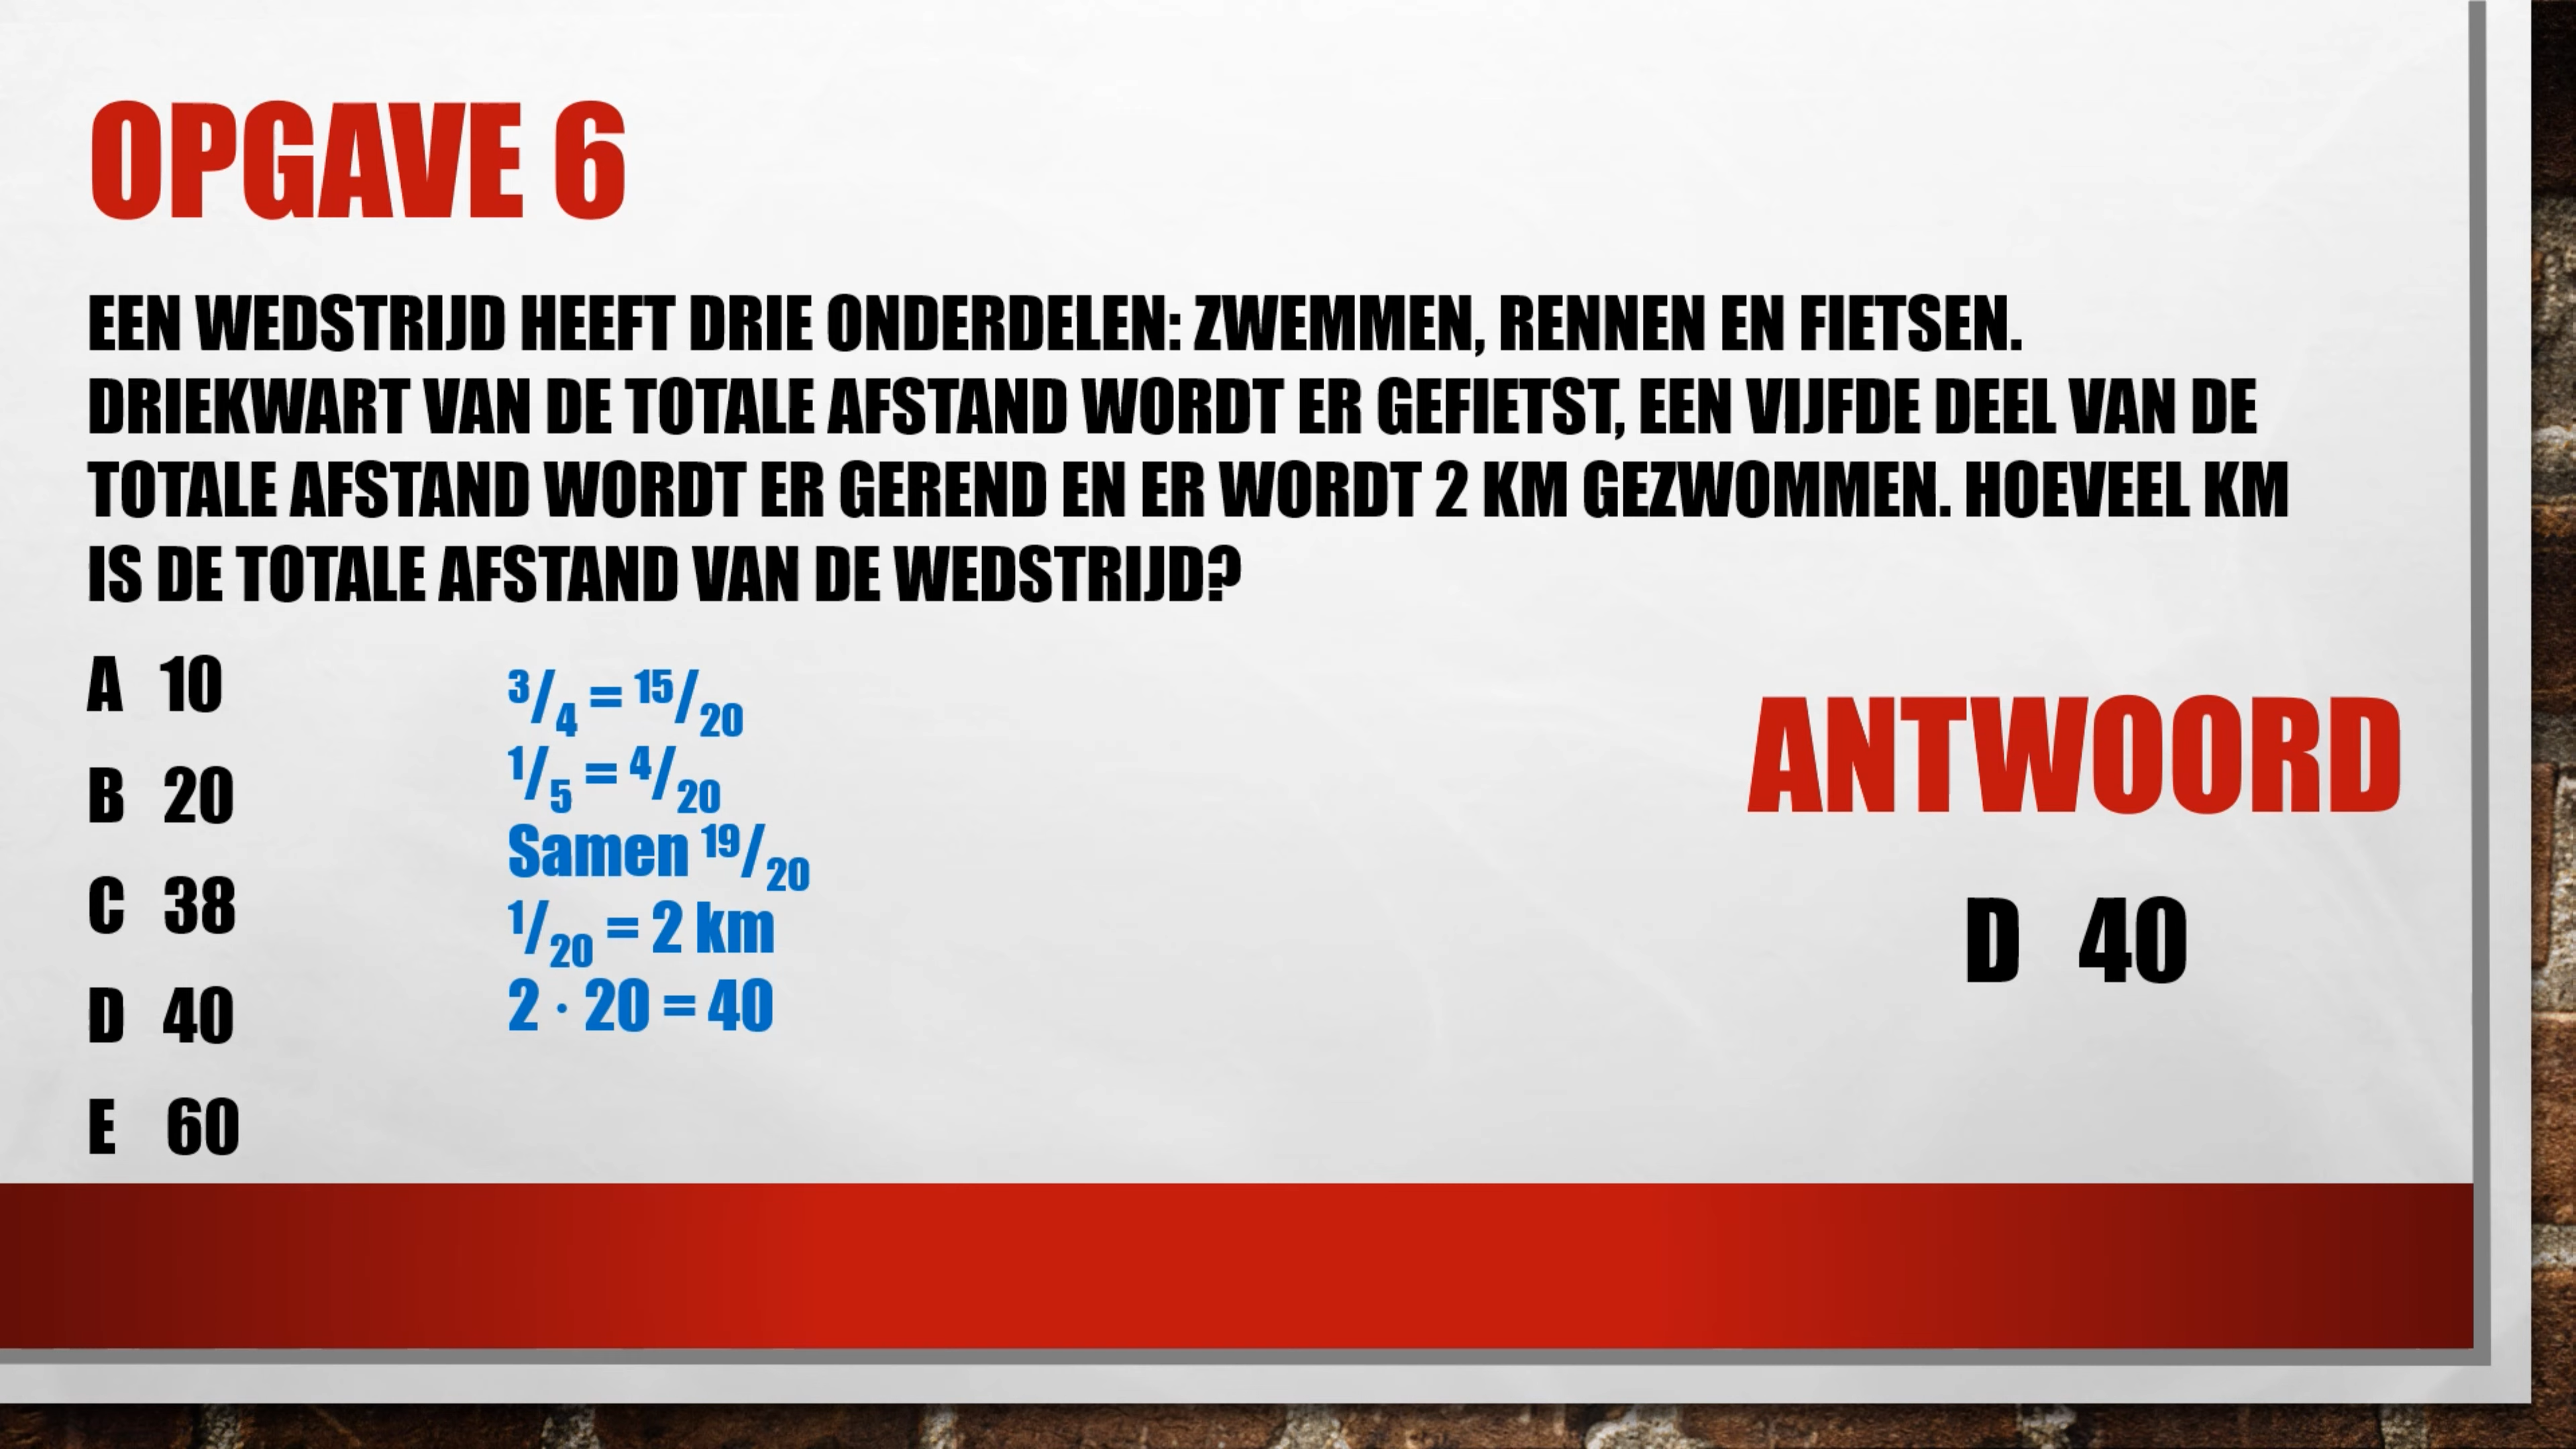 OPGAVE 6
EEN WEDSTRIJD HEEFT DRIE ONDERDELEN: ZWEMMEN, RENNEN EN FIETSEN.
DRIEKWART VAN DE TOTALE AFSTAND WORDT ER GEFIETST, EEN VIJFDE DEEL VAN DE
TOTALE AFSTAND WORDT ER GEREND EN ER WORDT 2 KM GEZWOMMEN. HOEVEEL KM
IS DE TOTALE AFSTAND VAN DE WEDSTRIJD?
A 10
B 20
C 38
D 40
E 60
3/4 = 15/20
1/5 = 4/20
Samen 19/20
1/20 = 2 km
2 · 20 = 40
ANTWOORD
D 40